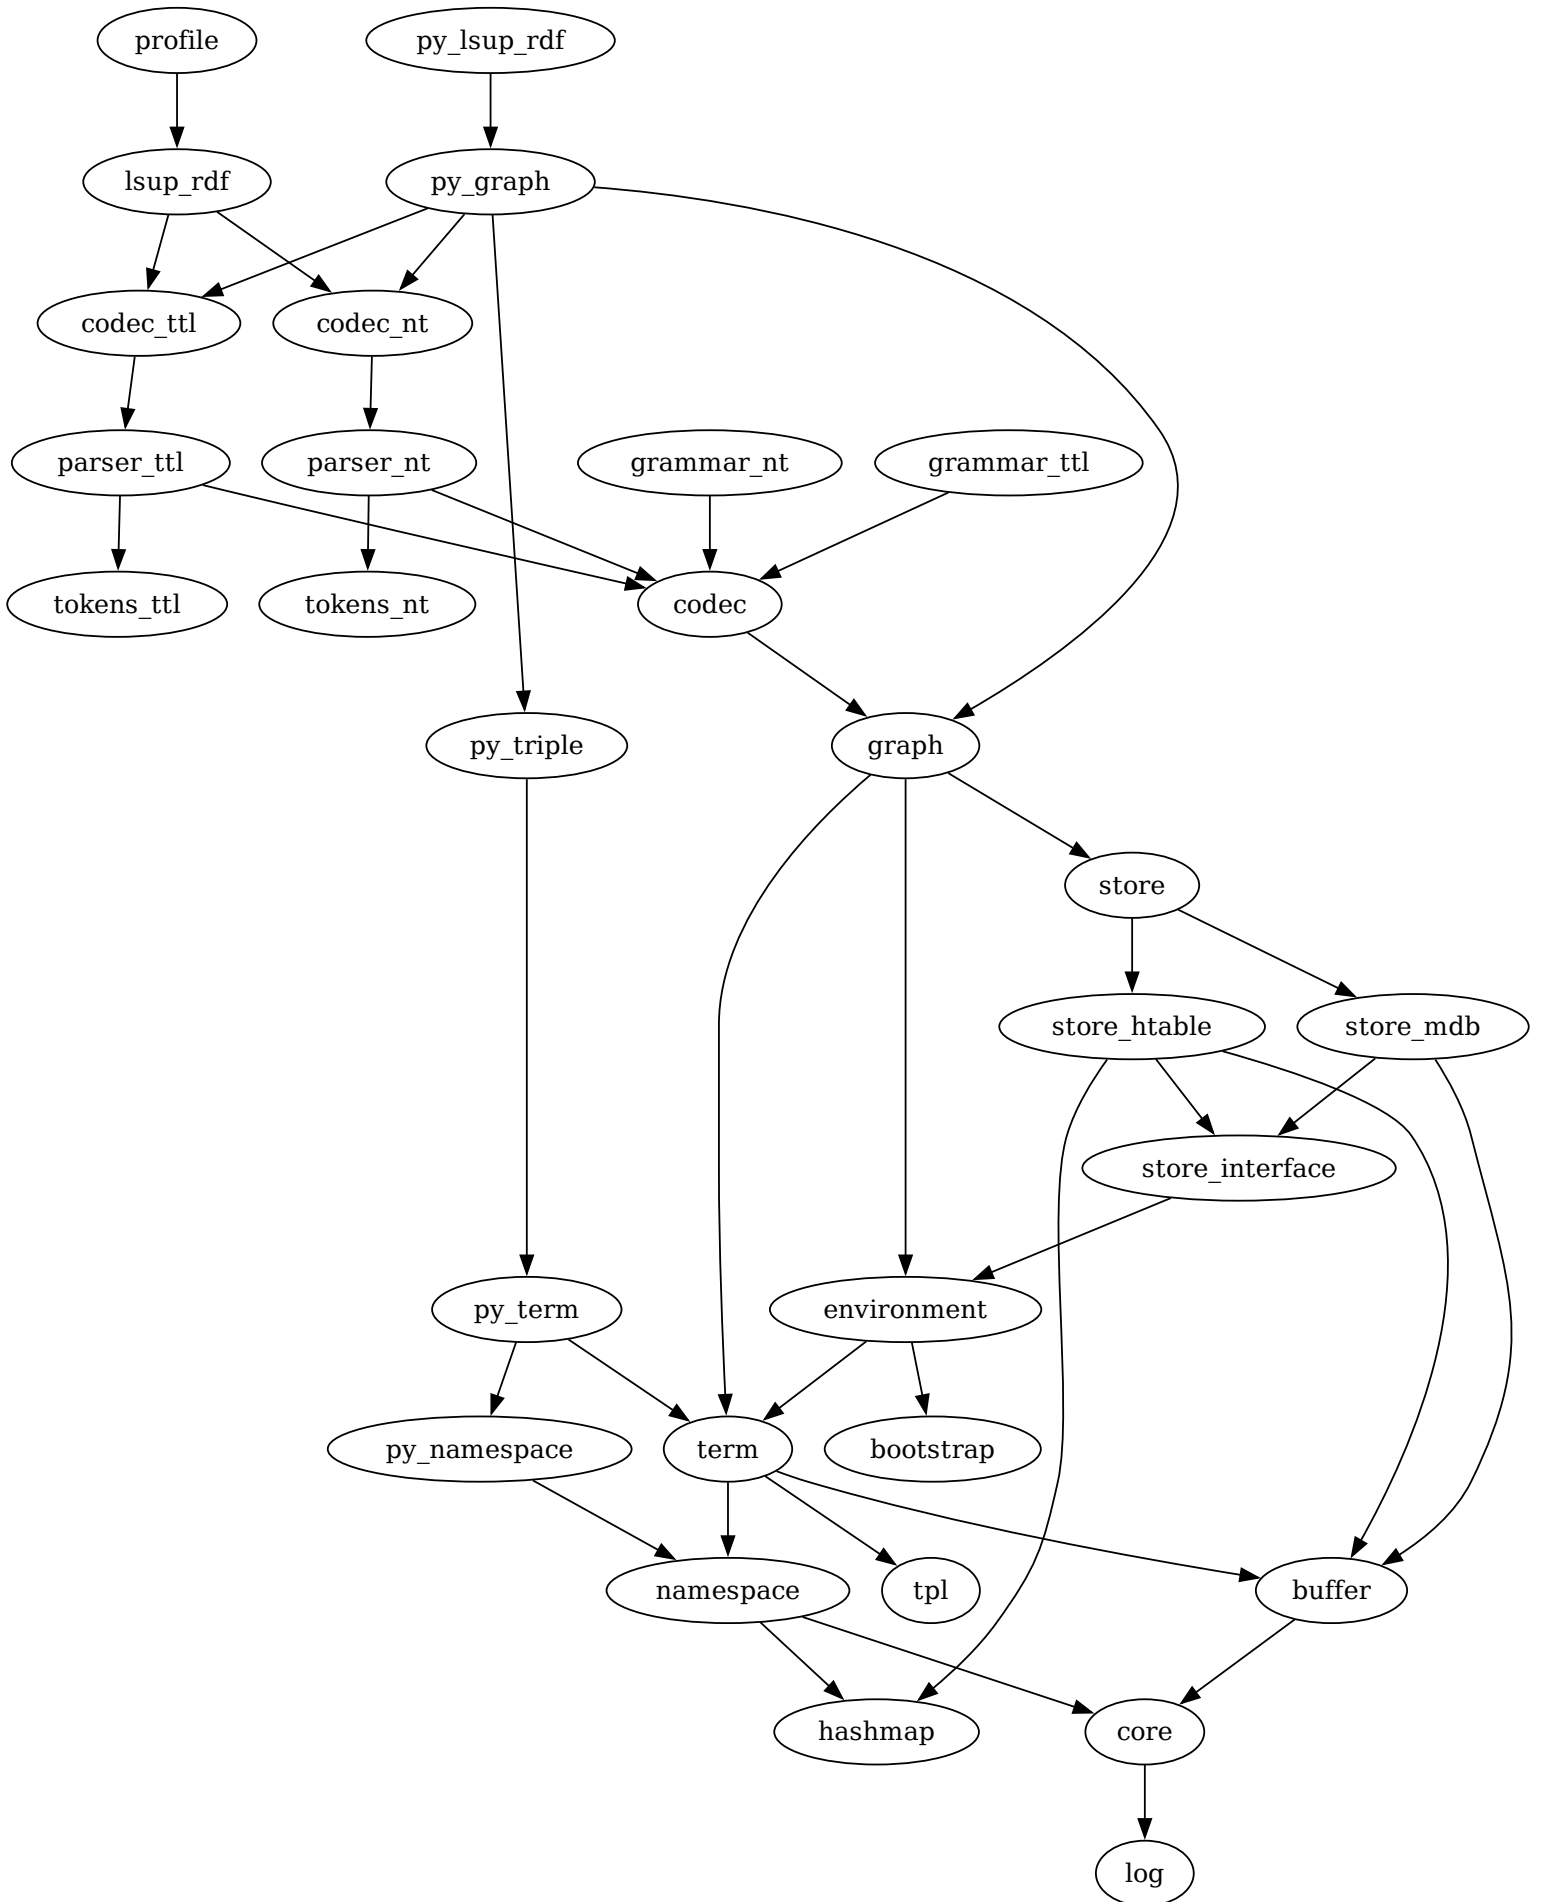 profile
py_lsup_rdf
lsup_rdf
py_graph
codec_ttl
codec_nt
parser_ttl
parser_nt
grammar_nt
grammar_ttl
tokens_ttl
tokens_nt
codec
py_triple
graph
store
store_htable
store_mdb
store_interface
py_term
environment
py_namespace
term
bootstrap
namespace
tpl
buffer
hashmap
core
log